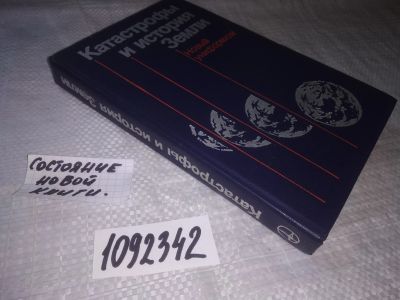 Катастрофы
и история
Земли
Новый
униформизм
Катастрофы и история Земли
СОСТОЯНИЕ
НОВОЙ
КНИГИ.
1092342